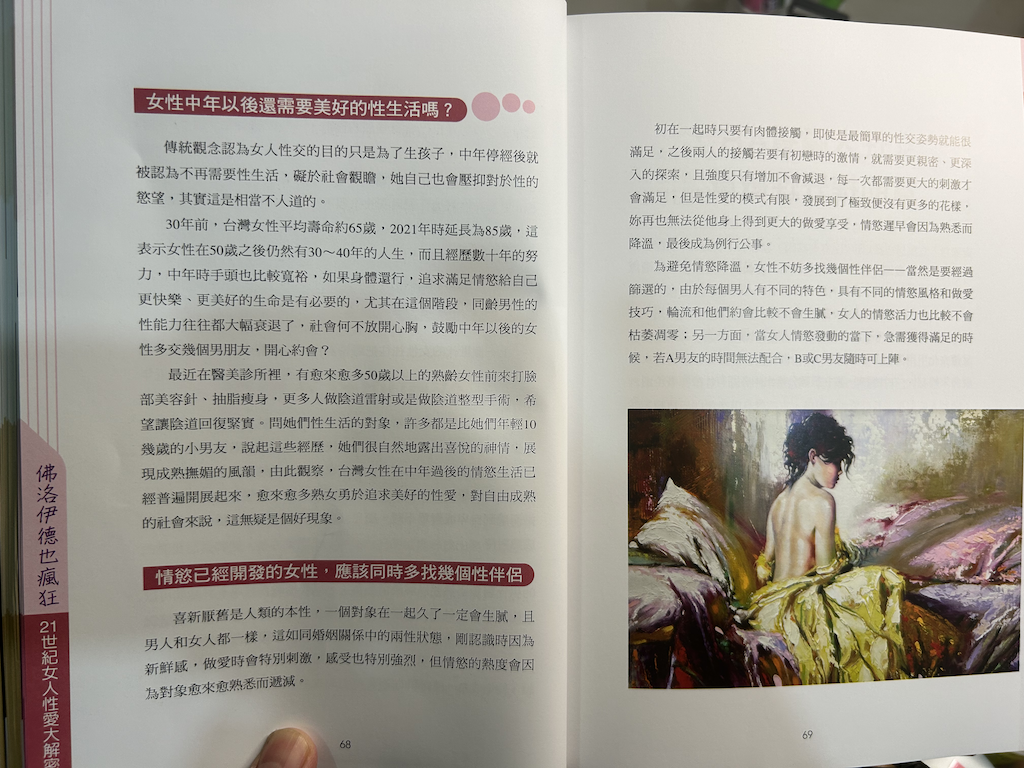 女性中年以後還需要美好的性生活嗎？
傳統觀念認為女人性交的目的只是為了生孩子，中年停經後就
被認為不再需要性生活，礙於社會觀瞻，她自己也會壓抑對於性的
慾望，其實這是相當不人道的。
30年前，台灣女性平均壽命約65歲，2021年時延長為85歲，這
表示女性在50歲之後仍然有30～40年的人生，而且經歷數十年的努
力，中年時手頭也比較寬裕，如果身體還行，追求滿足情慾給自己
更快樂、更美好的生命是有必要的，尤其在這個階段，同齡男性的
性能力往往都大幅衰退了，社會何不放開心胸，鼓勵中年以後的女
性多交幾個男朋友，開心約會？
最近在醫美診所裡，有愈來愈多50歲以上的熟齡女性前來打臉
部美容針、抽脂瘦身，更多人做陰道雷射或是做陰道整型手術，希
望讓陰道回復緊實。問她們性生活的對象，許多都是比她們年輕10
幾歲的小男友，說起這些經歷，她們很自然地露出喜悅的神情，展
現成熟撫媚的風韻，由此觀察，台灣女性在中年過後的情慾生活已
經普遍開展起來，愈來愈多熟女勇於追求美好的性愛，對自由成熟
的社會來說，這無疑是個好現象。
情慾已經開發的女性，應該同時多找幾個性伴侶
喜新厭舊是人類的本性，一個對象在一起久了一定會生膩，且
男人和女人都一樣，這如同婚姻關係中的兩性狀態，剛認識時因為
新鮮感，做愛時會特別刺激，感受也特別強烈，但情慾的熱度會因
為對象愈來愈熟悉而遞減。
68
佛洛伊德也瘋狂
21世紀女人性愛大解密
初在一起時只要有肉體接觸，即使是最簡單的性交姿勢就能很
滿足，之後兩人的接觸若要有初戀時的激情，就需要更親密、更深
入的探索，且強度只有增加不會減退，每一次都需要更大的刺激才
會滿足，但是性愛的模式有限，發展到了極致便沒有更多的花樣，
妳再也無法從他身上得到更大的做愛享受，情慾遲早會因為熟悉而
降溫，最後成為例行公事。
為避免情慾降溫，女性不妨多找幾個性伴侶——當然是要經過
篩選的，由於每個男人有不同的特色，具有不同的情慾風格和做愛
技巧，輪流和他們約會比較不會生膩，女人的情慾活力也比較不會
枯萎凋零；另一方面，當女人情慾發動的當下，急需獲得滿足的時
候，若A男友的時間無法配合，B或C男友隨時可上陣。
69